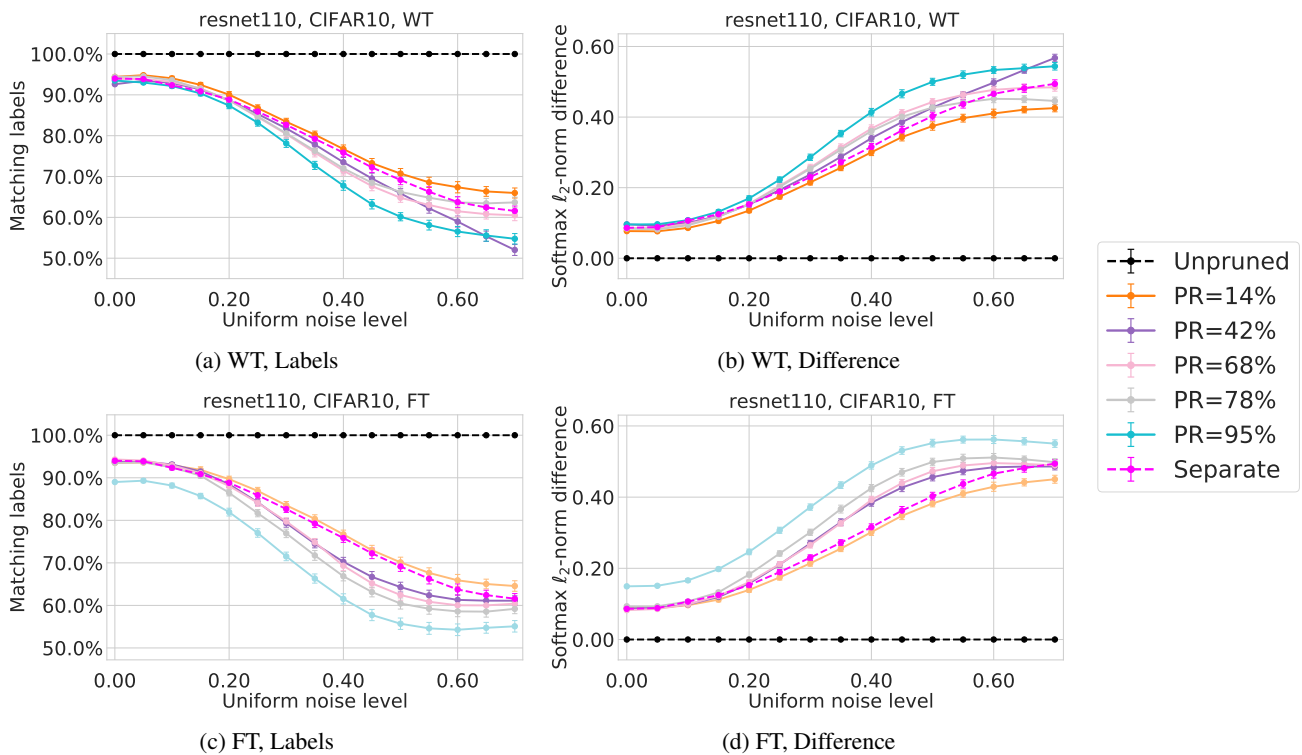 resnet110, CIFAR10, WT
Matching labels
100.0%
90.0%
80.0%
70.0%
60.0%
50.0%
0.00 0.20 0.40 0.60
Uniform noise level
(a) WT, Labels
resnet110, CIFAR10, WT
Softmax ℓ₂-norm difference
0.60
0.40
0.20
0.00
0.00 0.20 0.40 0.60
Uniform noise level
(b) WT, Difference
resnet110, CIFAR10, FT
Matching labels
100.0%
90.0%
80.0%
70.0%
60.0%
50.0%
0.00 0.20 0.40 0.60
Uniform noise level
(c) FT, Labels
resnet110, CIFAR10, FT
Softmax ℓ₂-norm difference
0.60
0.40
0.20
0.00
0.00 0.20 0.40 0.60
Uniform noise level
(d) FT, Difference
Unpruned
PR=14%
PR=42%
PR=68%
PR=78%
PR=95%
Separate